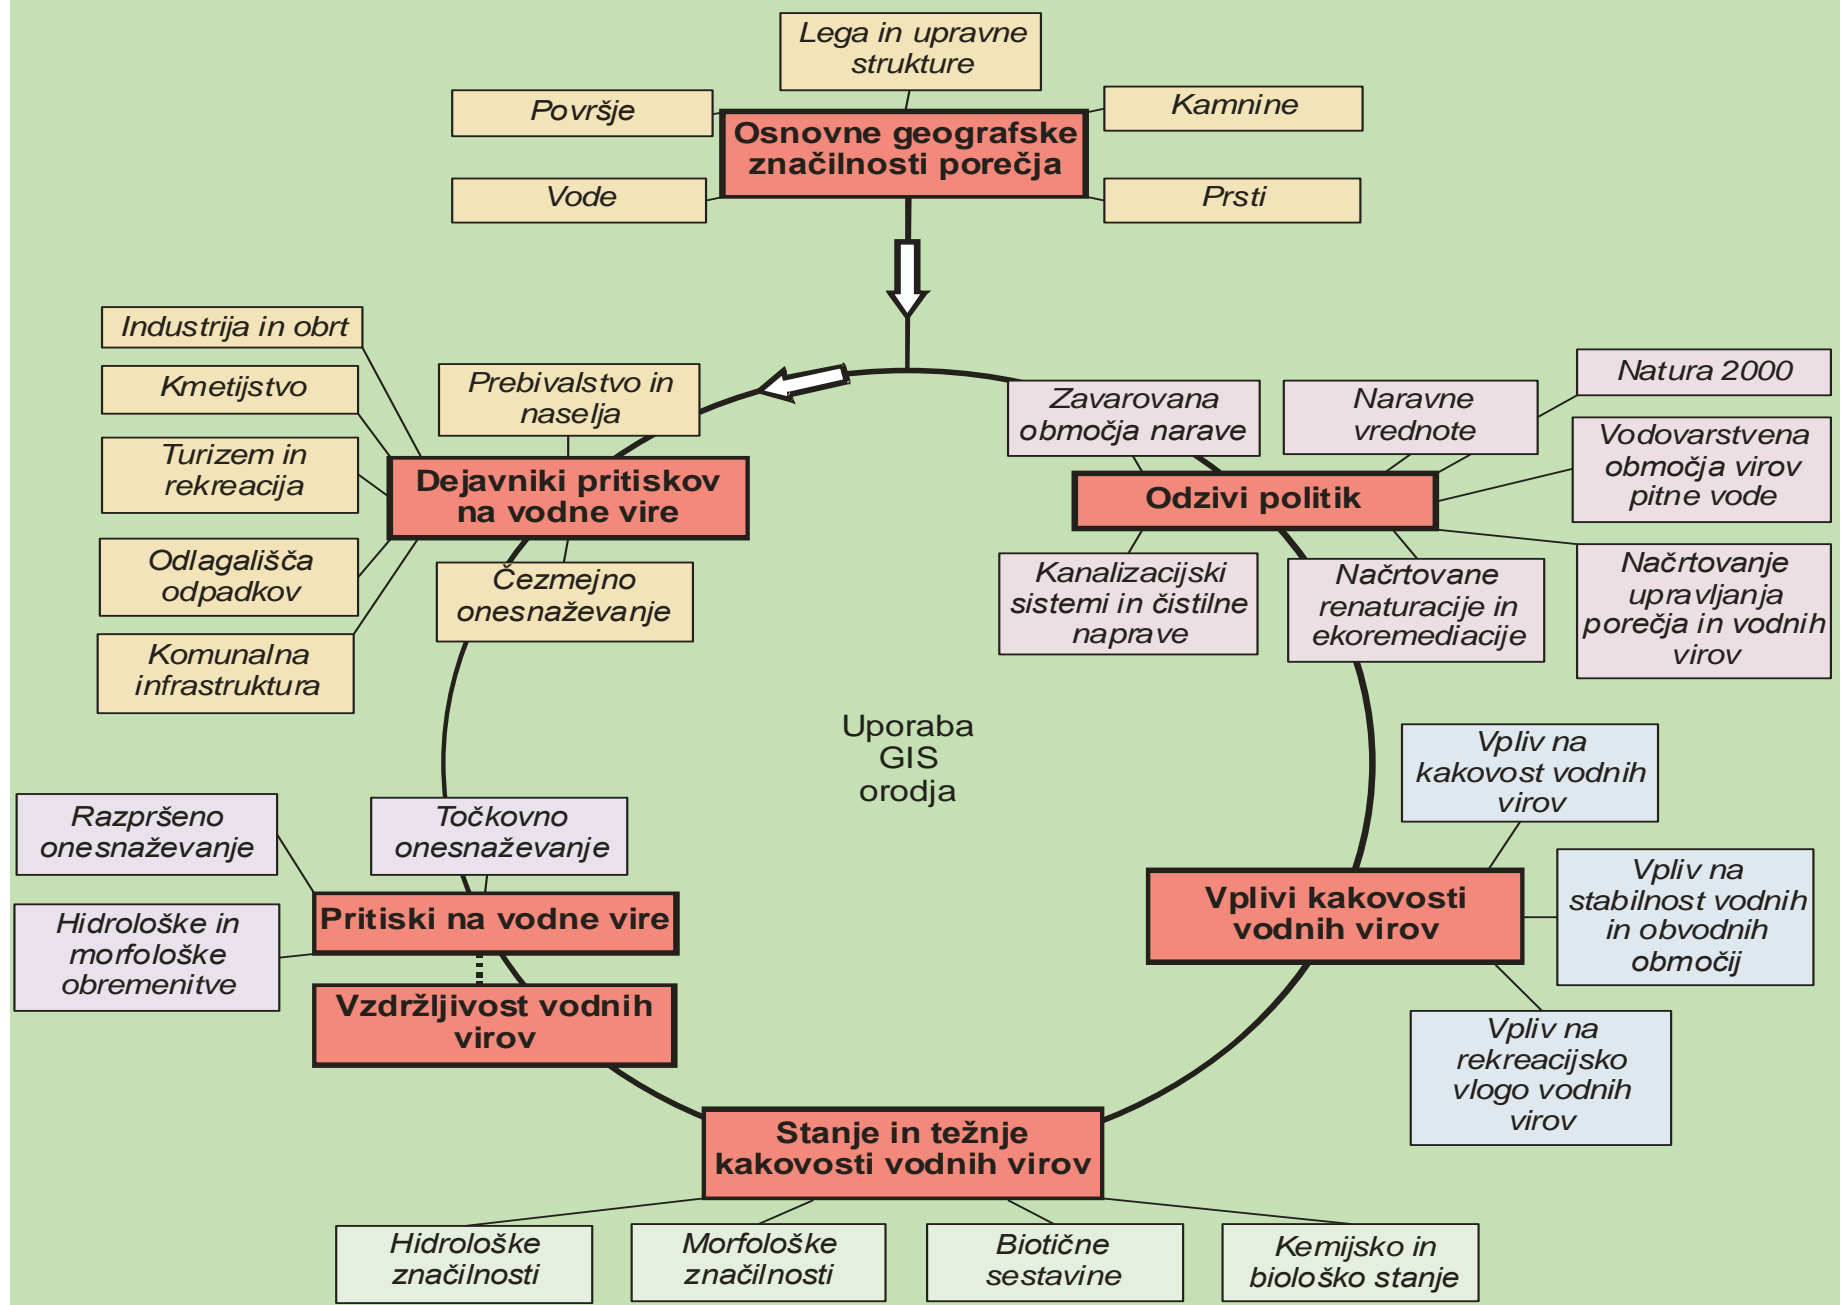 Lega in upravne
strukture
Površje
Kamnine
Osnovne geografske
značilnosti porečja
Vode
Prsti
Industrija in obrt
Kmetijstvo
Prebivalstvo in
naselja
Turizem in
rekreacija
Dejavniki pritiskov
na vodne vire
Odlagališča
odpadkov
Čezmejno
onesnaževanje
Komunalna
infrastruktura
Zavarovana
območja narave
Naravne
vrednote
Natura 2000
Vodovarstvena
območja virov
pitne vode
Odzivi politik
Kanalizacijski
sistemi in čistilne
naprave
Načrtovane
renaturacije in
ekoremediacije
Načrtovanje
upravljanja
porečja in vodnih
virov
Uporaba
GIS
orodja
Razpršeno
onesnaževanje
Točkovno
onesnaževanje
Pritiski na vodne vire
Hidrološke in
morfološke
obremenitve
Vzdržljivost vodnih
virov
Vpliv na
kakovost vodnih
virov
Vplivi kakovosti
vodnih virov
Vpliv na
stabilnost vodnih
in obvodnih
območij
Vpliv na
rekreacijsko
vlogo vodnih
virov
Stanje in težnje
kakovosti vodnih virov
Hidrološke
značilnosti
Morfološke
značilnosti
Biotične
sestavine
Kemijsko in
biološko stanje